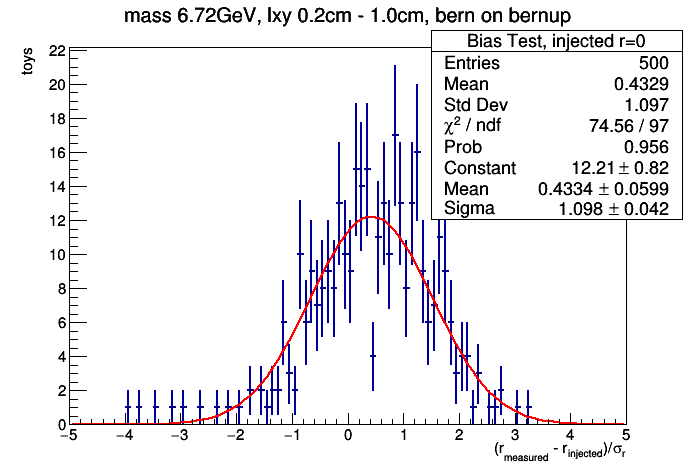 mass 6.72GeV, lxy 0.2cm - 1.0cm, bern on bernup
Bias Test, injected r=0
Entries 500
Mean 0.4329
Std Dev 1.097
χ² / ndf 74.56 / 97
Prob 0.956
Constant 12.21 ± 0.82
Mean 0.4334 ± 0.0599
Sigma 1.098 ± 0.042
toys
22
20
18
16
14
12
10
8
6
4
2
0
−5 −4 −3 −2 −1 0 1 2 3 4 5
(r_measured - r_injected)/σ_r